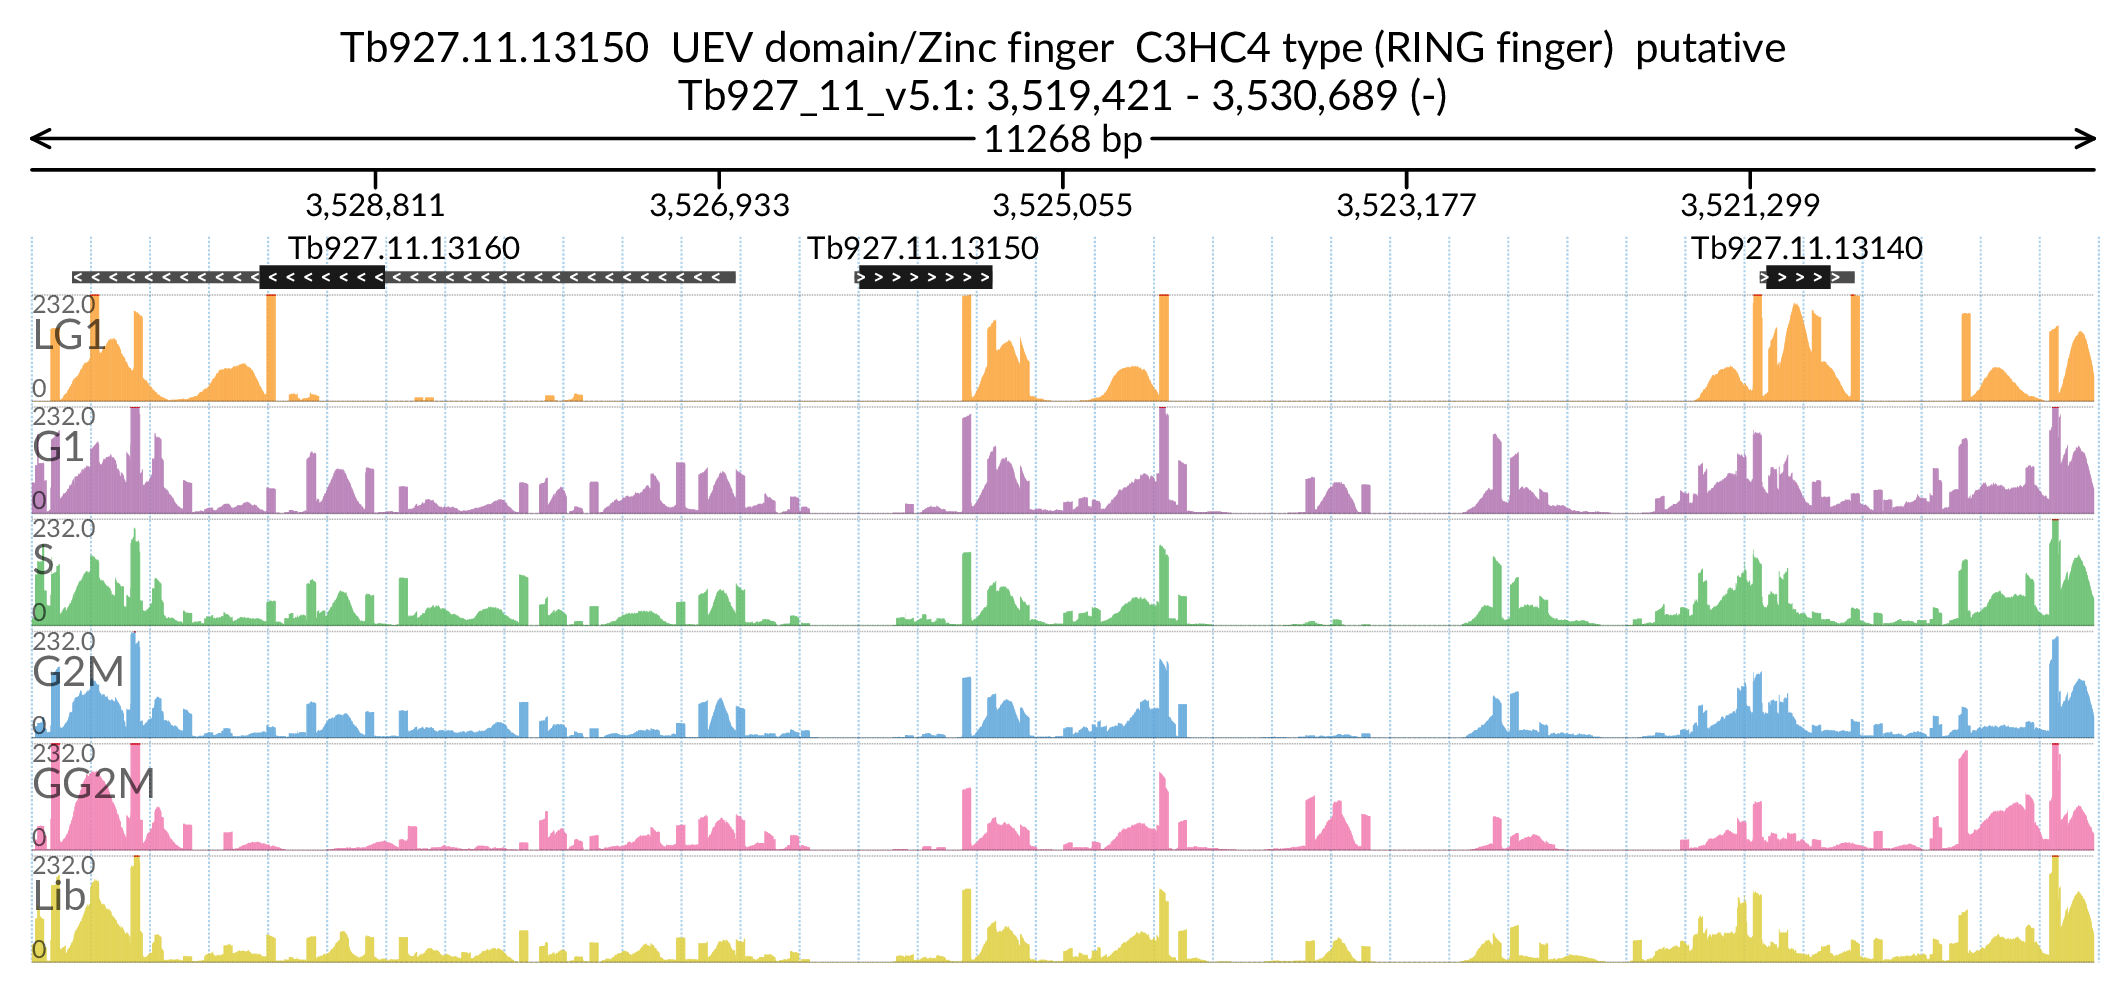 Tb927.11.13150  UEV domain/Zinc finger  C3HC4 type (RING finger)  putative
Tb927_11_v5.1: 3,519,421 - 3,530,689 (-)
11268 bp
3,528,811 3,526,933 3,525,055 3,523,177 3,521,299
Tb927.11.13160 Tb927.11.13150 Tb927.11.13140
232.0
LG1
0
232.0
G1
0
232.0
S
0
232.0
G2M
0
232.0
GG2M
0
232.0
Lib
0